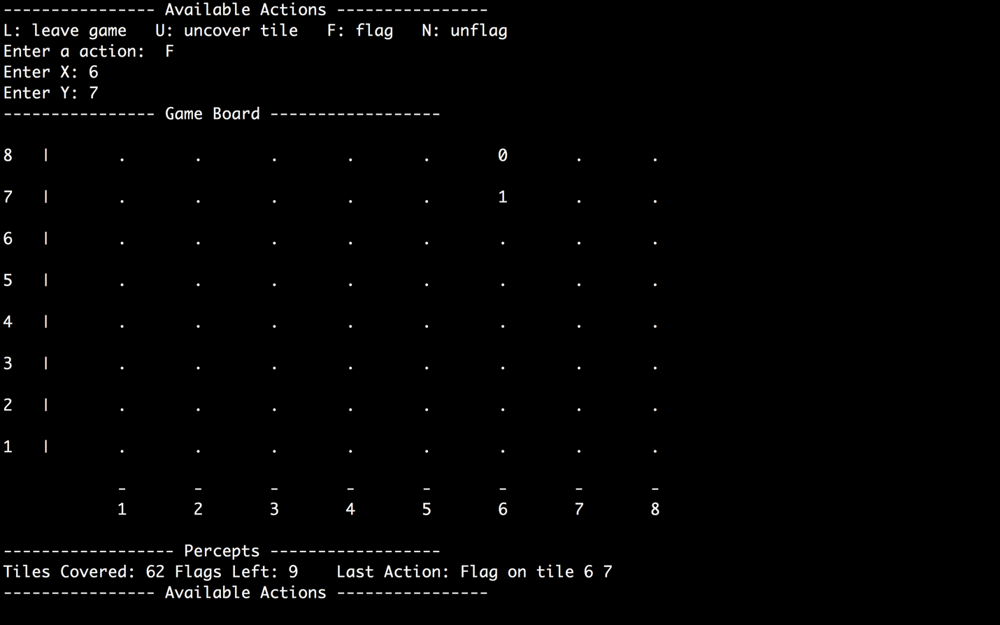 ---------------- Available Actions ----------------
L: leave game   U: uncover tile   F: flag   N: unflag
Enter a action:  F
Enter X: 6
Enter Y: 7
---------------- Game Board ------------------
8   |       .       .       .       .       .       0       .       .
7   |       .       .       .       .       .       1       .       .
6   |       .       .       .       .       .       .       .       .
5   |       .       .       .       .       .       .       .       .
4   |       .       .       .       .       .       .       .       .
3   |       .       .       .       .       .       .       .       .
2   |       .       .       .       .       .       .       .       .
1   |       .       .       .       .       .       .       .       .
            -       -       -       -       -       -       -       -
            1       2       3       4       5       6       7       8
------------------ Percepts ------------------
Tiles Covered: 62 Flags Left: 9    Last Action: Flag on tile 6 7
---------------- Available Actions ----------------